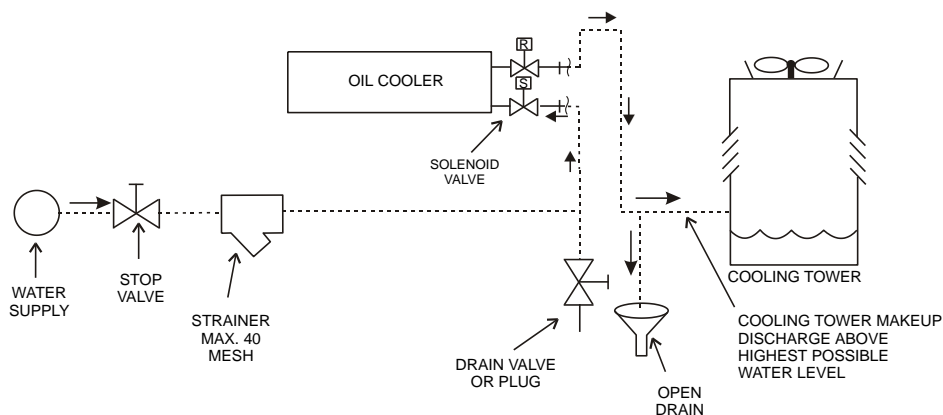 R
OIL COOLER
S
SOLENOID
VALVE
WATER
SUPPLY
STOP
VALVE
STRAINER
MAX. 40
MESH
DRAIN VALVE
OR PLUG
OPEN
DRAIN
COOLING TOWER
COOLING TOWER MAKEUP
DISCHARGE ABOVE
HIGHEST POSSIBLE
WATER LEVEL